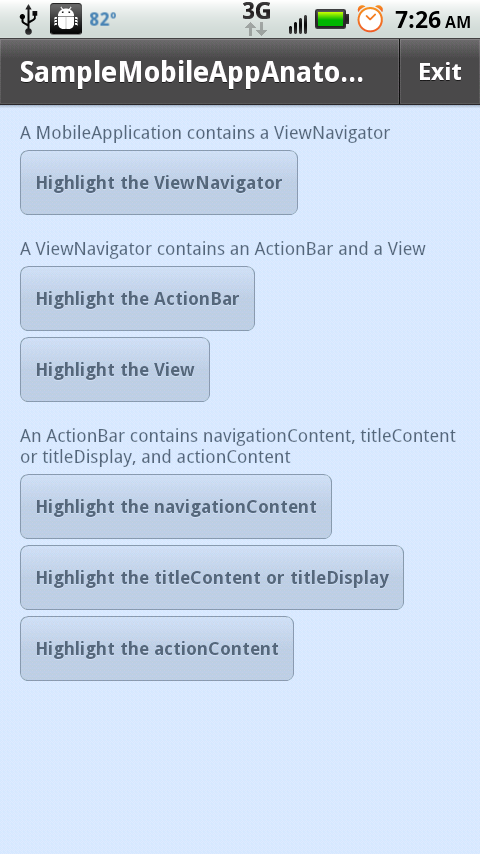 82°
3G
7:26 AM
SampleMobileAppAnato...
Exit
A MobileApplication contains a ViewNavigator
Highlight the ViewNavigator
A ViewNavigator contains an ActionBar and a View
Highlight the ActionBar
Highlight the View
An ActionBar contains navigationContent, titleContent
or titleDisplay, and actionContent
Highlight the navigationContent
Highlight the titleContent or titleDisplay
Highlight the actionContent